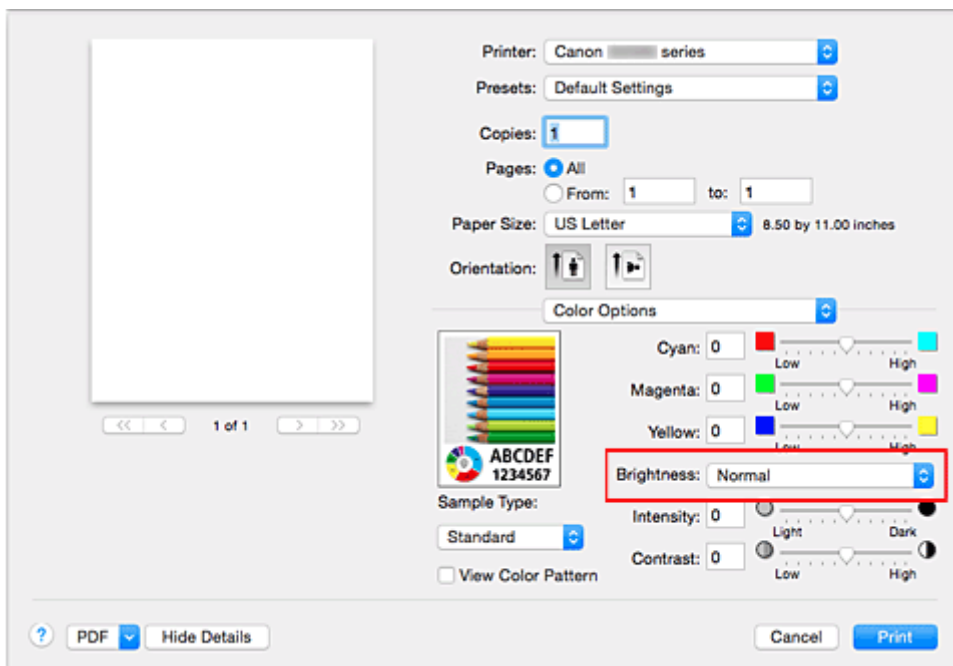 Printer: Canon series
Presets: Default Settings
Copies: 1
Pages: All
From: 1 to: 1
Paper Size: US Letter 8.50 by 11.00 inches
Orientation:
Color Options
Cyan: 0
Low High
Magenta: 0
Low High
1 of 1
Yellow: 0
Low High
ABCDEF
1234567
Brightness: Normal
Sample Type:
Intensity: 0
Light Dark
Standard
Contrast: 0
Low High
View Color Pattern
? PDF Hide Details Cancel Print